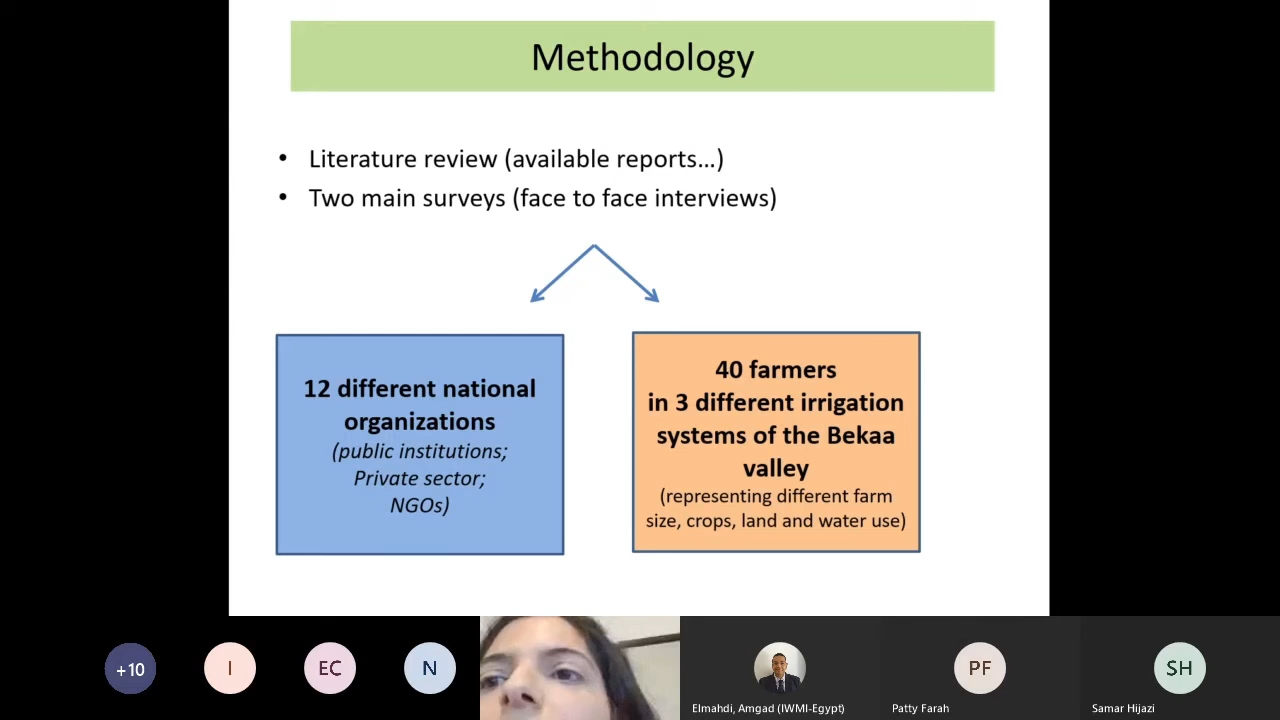 Methodology
• Literature review (available reports...)
• Two main surveys (face to face interviews)
12 different national
organizations
(public institutions;
Private sector;
NGOs)
40 farmers
in 3 different irrigation
systems of the Bekaa
valley
(representing different farm
size, crops, land and water use)
+10
I
EC
N
Elmahdi, Amgad (IWMI-Egypt)
PF
Patty Farah
SH
Samar Hijazi